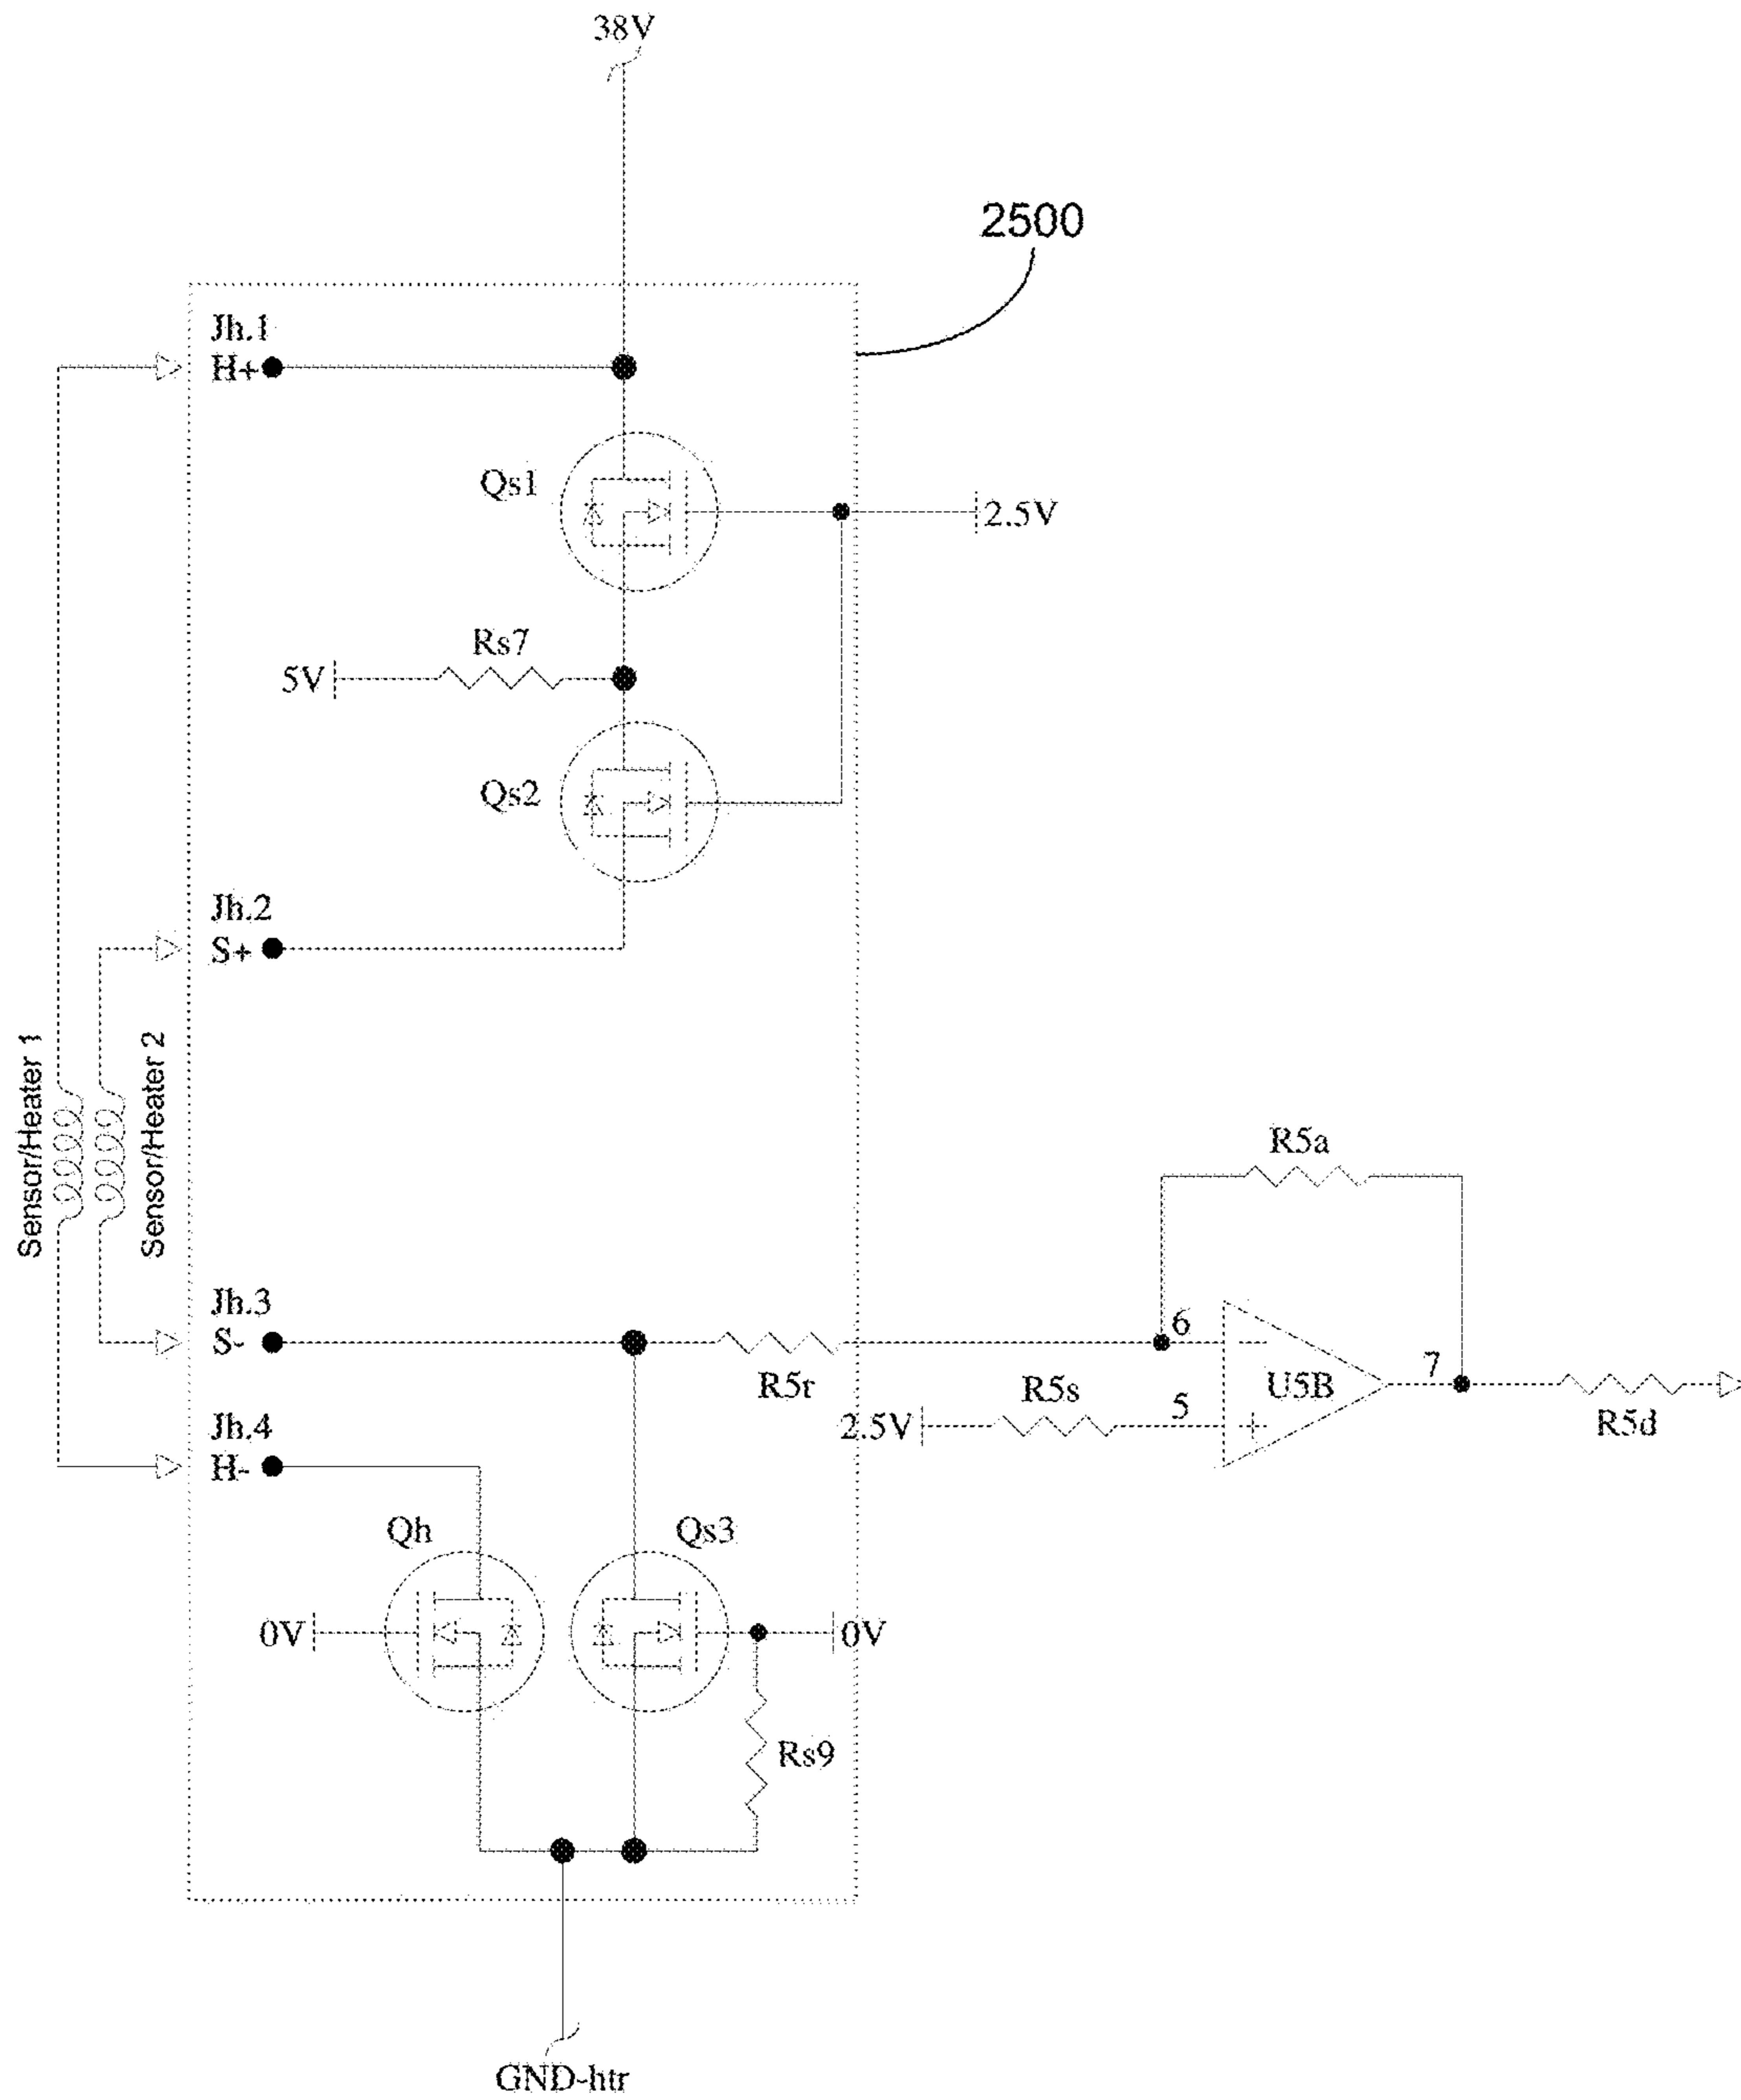 38V
2500
Jh.1
H+
Qs1
2.5V
Rs7
5V
Qs2
Jh.2
S+
Sensor/Heater 1
Sensor/Heater 2
R5a
Jh.3
S-
6
R5r
R5s
U5B
7
5
2.5V
R5d
Jh.4
H-
Qh
Qs3
0V
0V
Rs9
GND-htr